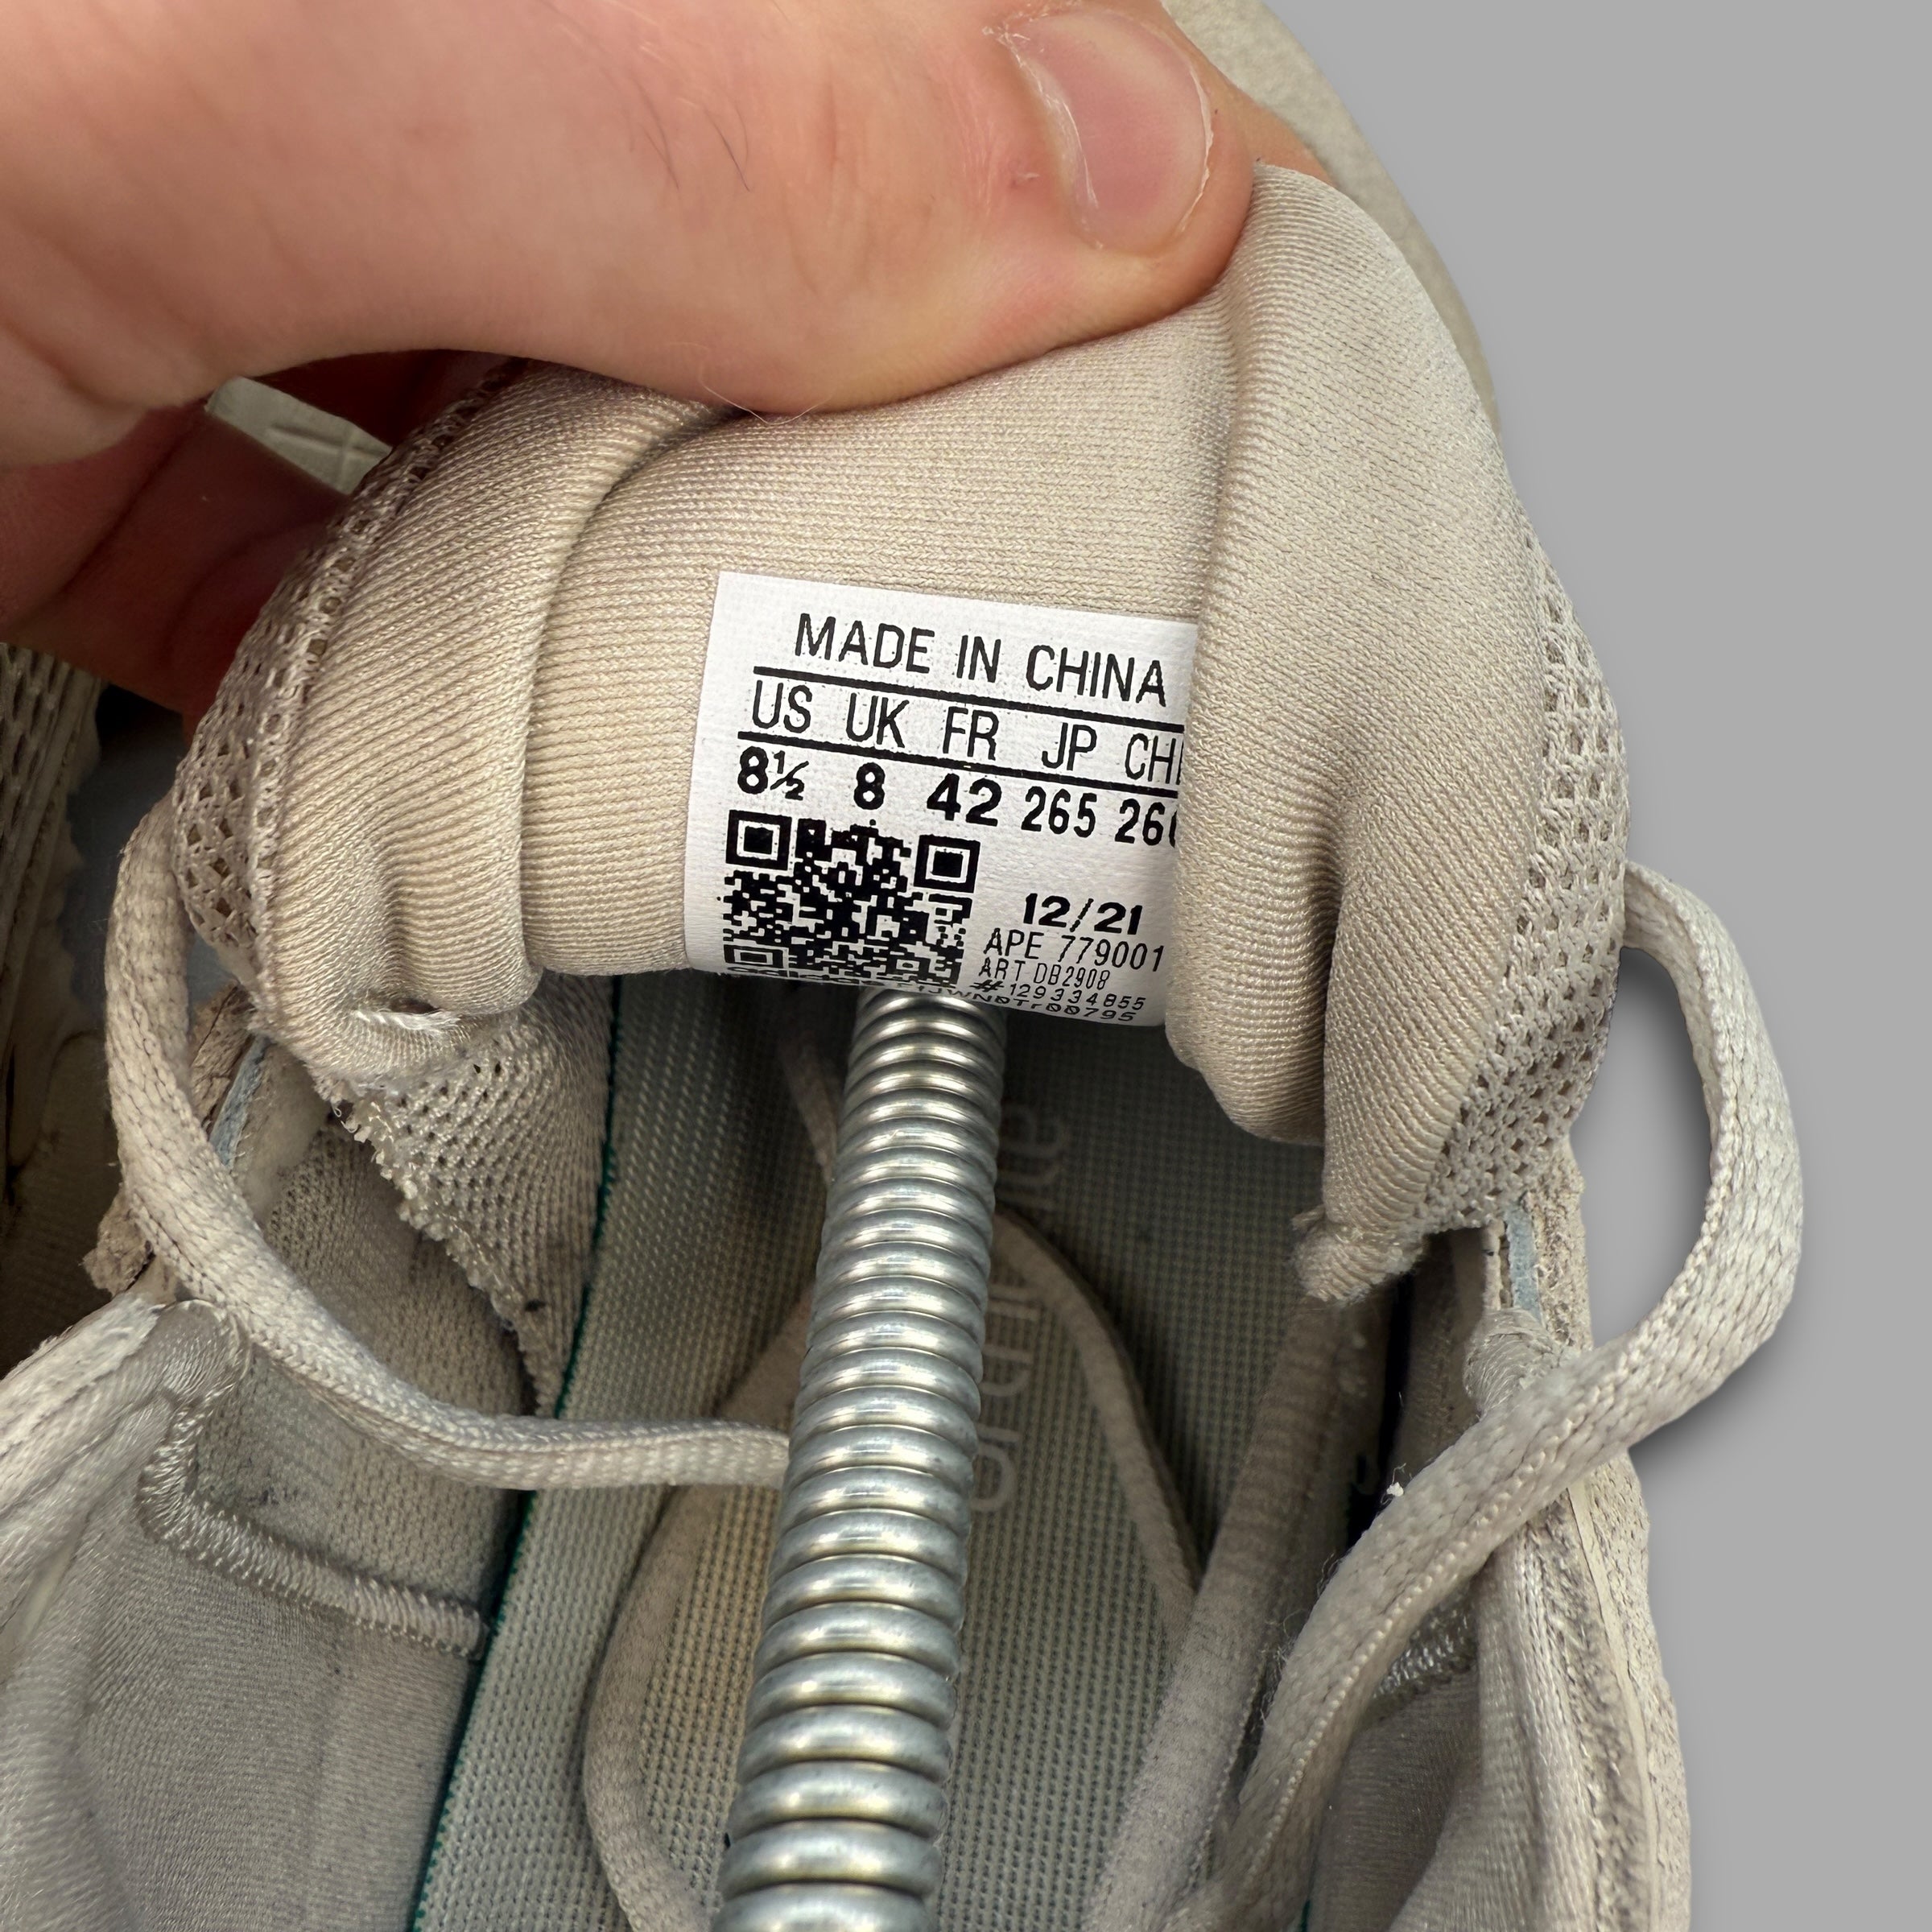 MADE IN CHINA
US UK FR JP CH
8½ 8 42 265 26
12/21
APE 779001
ART DB2908
#129334855
ortholite